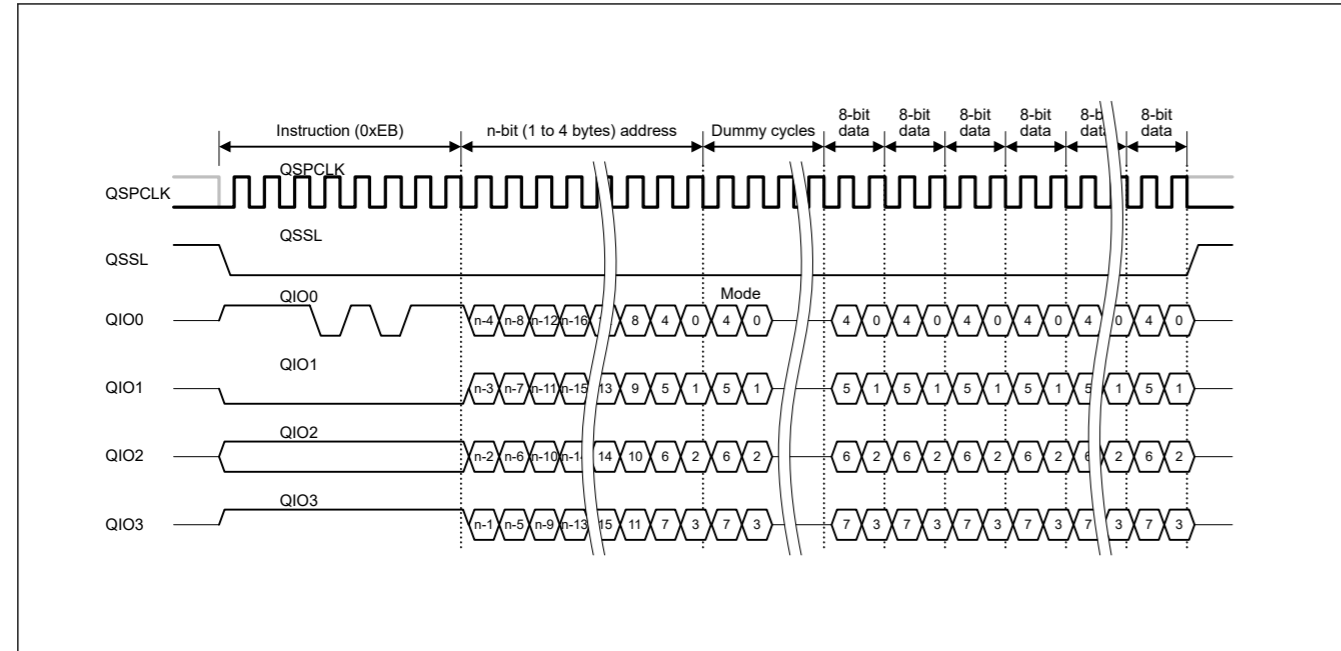 8-bit 8-bit 8-bit 8-bit 8-b 8-bit
Instruction (0xEB) n-bit (1 to 4 bytes) address Dummy cycles data data data data data
QSPCLK
QSPCLK
QSSL
QSSL
QIO0 Mode
QIO0 n-4 n-8 n-12 n-16 8 4 0 4 0 4 0 4 0 4 0 4 0 4 0 4 0
QIO1
QIO1 n-3 n-7 n-11 n-15 13 9 5 1 5 1 5 1 5 1 5 1 5 1 5 1 5 1
QIO2
QIO2 n-2 n-6 n-10 14 10 6 2 6 2 6 2 6 2 6 2 6 2 6 2 6 2
QIO3
QIO3 n-1 n-5 n-9 n-13 15 11 7 3 7 3 7 3 7 3 7 3 7 3 7 3 7 3